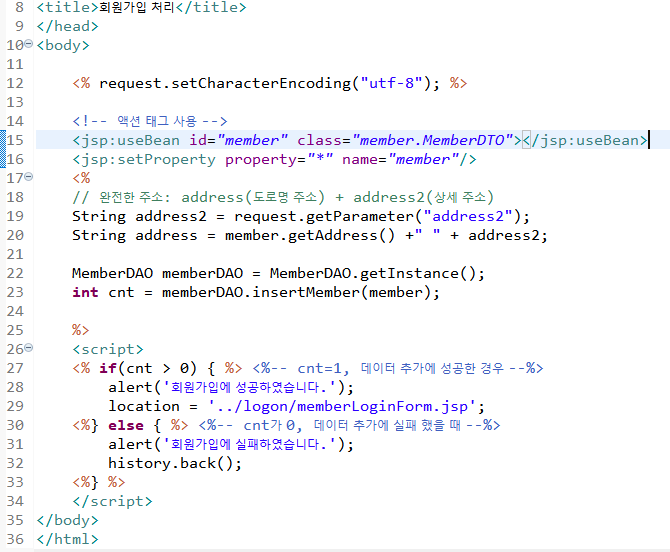 8 <title>회원가입 처리</title>
9 </head>
10 <body>
11
12 <% request.setCharacterEncoding("utf-8"); %>
13
14 <!-- 액션 태그 사용 -->
15 <jsp:useBean id="member" class="member.MemberDTO"></jsp:useBean>
16 <jsp:setProperty property="*" name="member"/>
17 <%
18 // 완전한 주소: address(도로명 주소) + address2(상세 주소)
19 String address2 = request.getParameter("address2");
20 String address = member.getAddress() +" " + address2;
21
22 MemberDAO memberDAO = MemberDAO.getInstance();
23 int cnt = memberDAO.insertMember(member);
24
25 %>
26 <script>
27 <% if(cnt > 0) { %> <%-- cnt=1, 데이터 추가에 성공한 경우 --%>
28 alert('회원가입에 성공하였습니다.');
29 location = '../logon/memberLoginForm.jsp';
30 <%} else { %> <%-- cnt가 0, 데이터 추가에 실패 했을 때 --%>
31 alert('회원가입에 실패하였습니다.');
32 history.back();
33 <%} %>
34 </script>
35 </body>
36 </html>